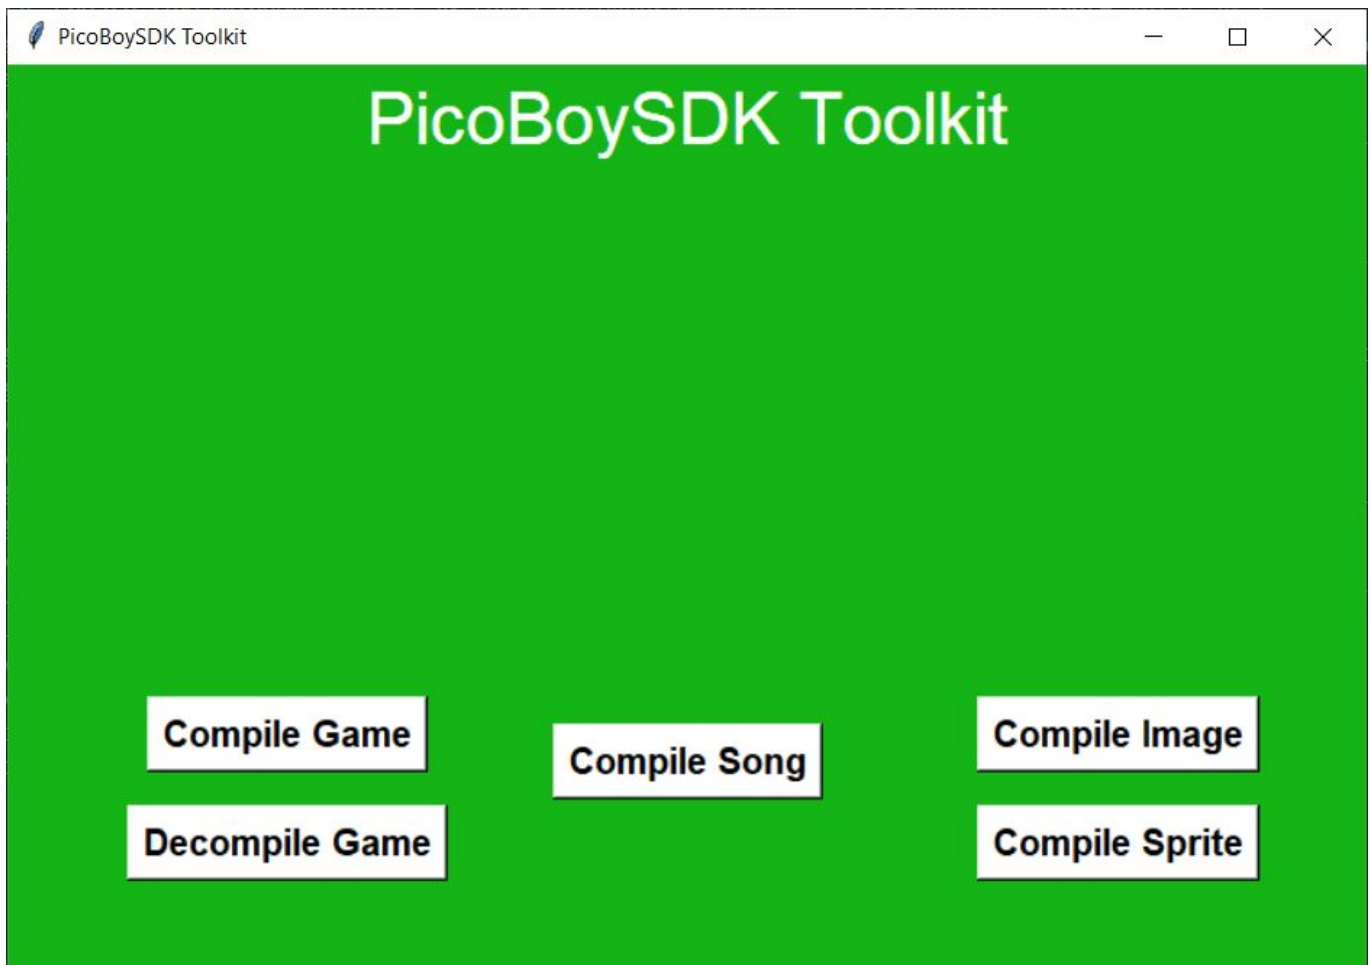 PicoBoySDK Toolkit
PicoBoySDK Toolkit
Compile Game
Decompile Game
Compile Song
Compile Image
Compile Sprite